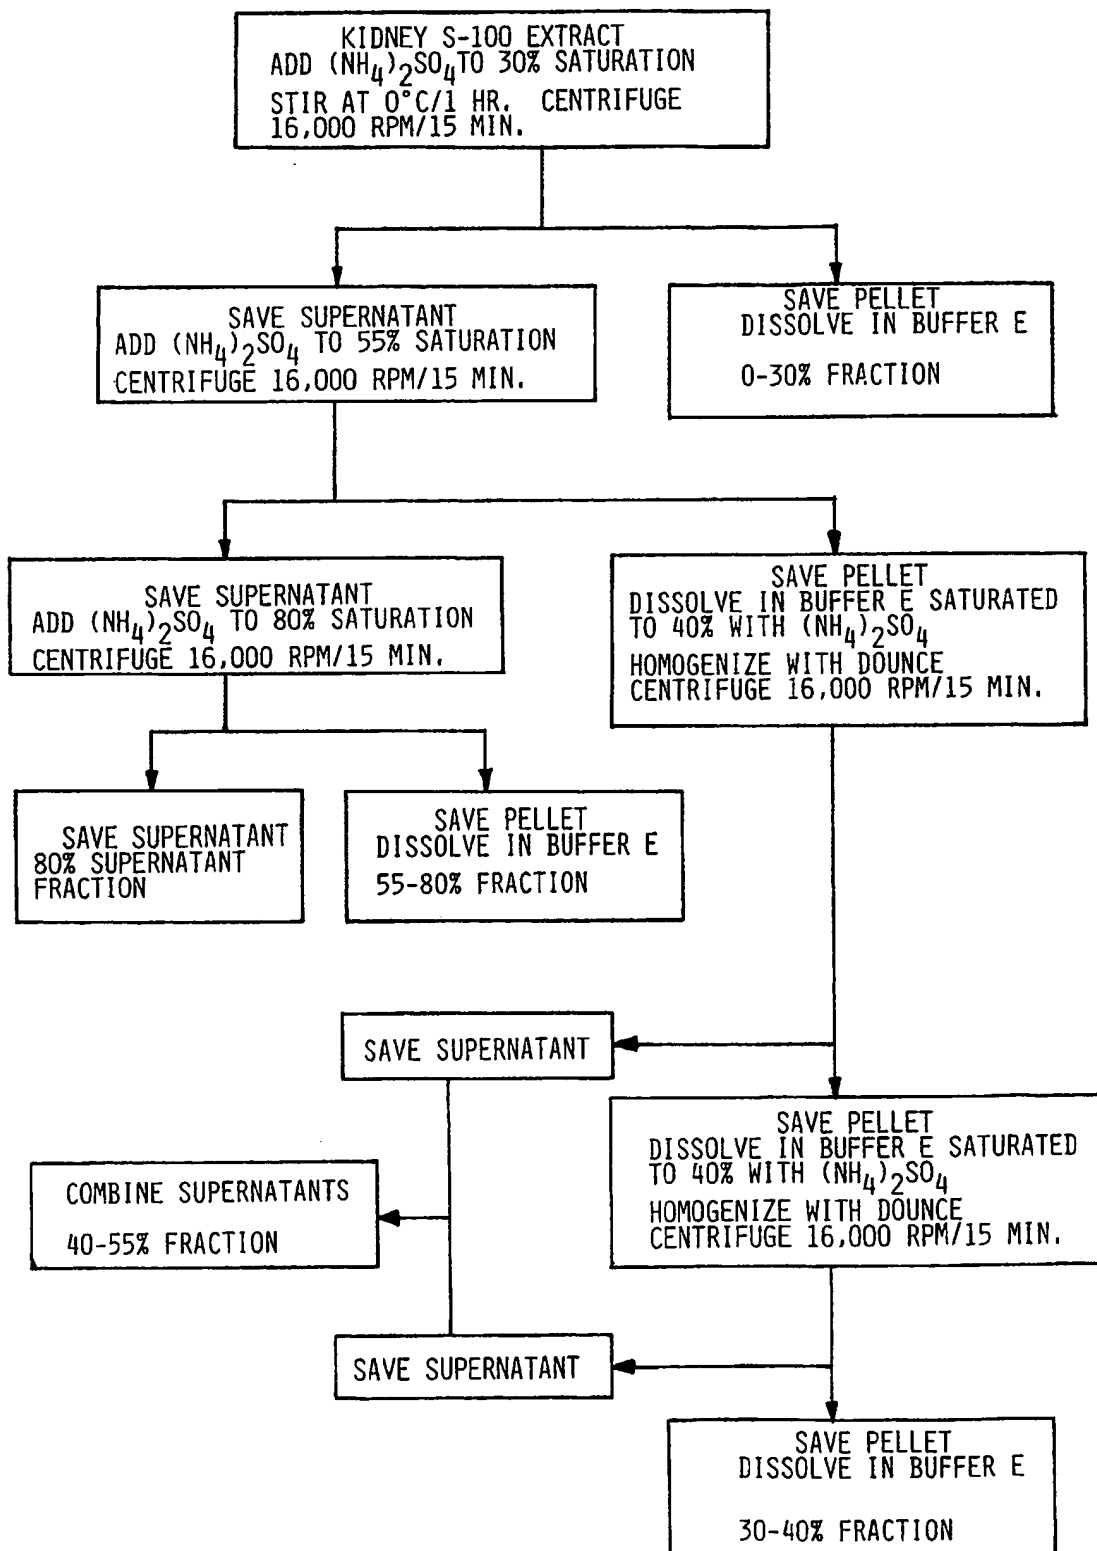 KIDNEY S-100 EXTRACT
ADD (NH4)2SO4 TO 30% SATURATION
STIR AT 0°C/1 HR. CENTRIFUGE
16,000 RPM/15 MIN.
SAVE SUPERNATANT
ADD (NH4)2SO4 TO 55% SATURATION
CENTRIFUGE 16,000 RPM/15 MIN.
SAVE PELLET
DISSOLVE IN BUFFER E
0-30% FRACTION
SAVE SUPERNATANT
ADD (NH4)2SO4 TO 80% SATURATION
CENTRIFUGE 16,000 RPM/15 MIN.
SAVE PELLET
DISSOLVE IN BUFFER E SATURATED
TO 40% WITH (NH4)2SO4
HOMOGENIZE WITH DOUNCE
CENTRIFUGE 16,000 RPM/15 MIN.
SAVE SUPERNATANT
80% SUPERNATANT
FRACTION
SAVE PELLET
DISSOLVE IN BUFFER E
55-80% FRACTION
SAVE SUPERNATANT
SAVE PELLET
DISSOLVE IN BUFFER E SATURATED
TO 40% WITH (NH4)2SO4
HOMOGENIZE WITH DOUNCE
CENTRIFUGE 16,000 RPM/15 MIN.
COMBINE SUPERNATANTS
40-55% FRACTION
SAVE SUPERNATANT
SAVE PELLET
DISSOLVE IN BUFFER E
30-40% FRACTION